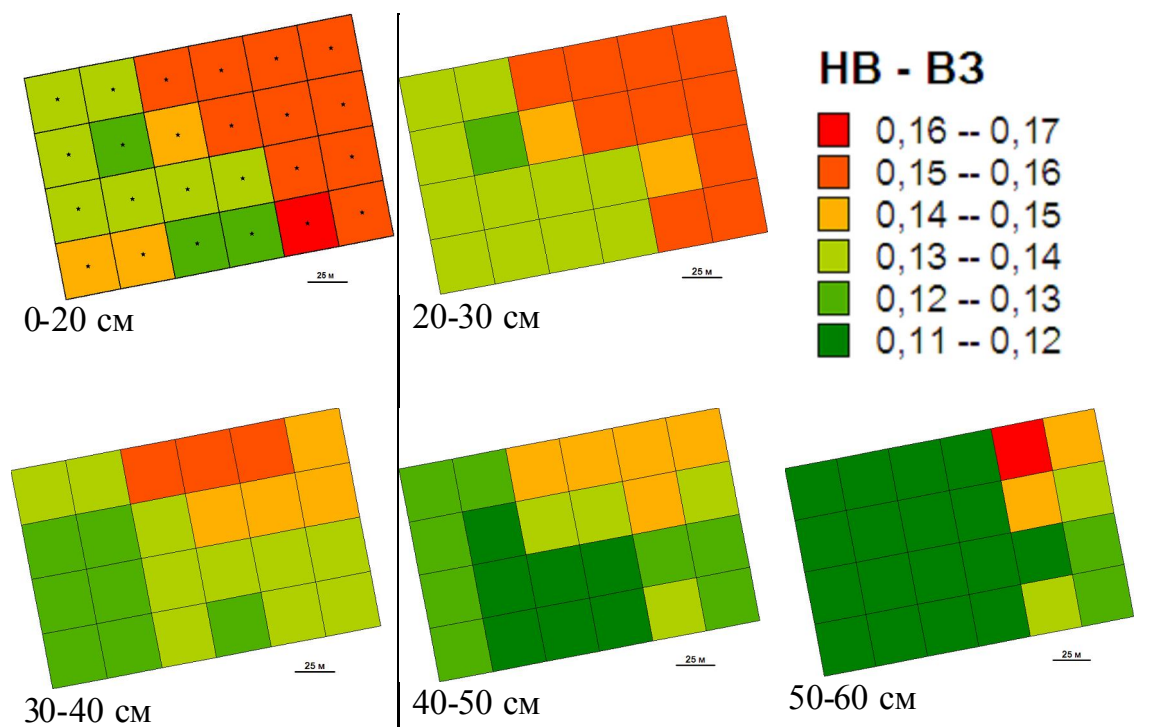 НВ - ВЗ
0,16 -- 0,17
0,15 -- 0,16
0,14 -- 0,15
0,13 -- 0,14
0,12 -- 0,13
0,11 -- 0,12
25 м
0-20 см
25 м
20-30 см
25 м
30-40 см
25 м
40-50 см
25 м
50-60 см